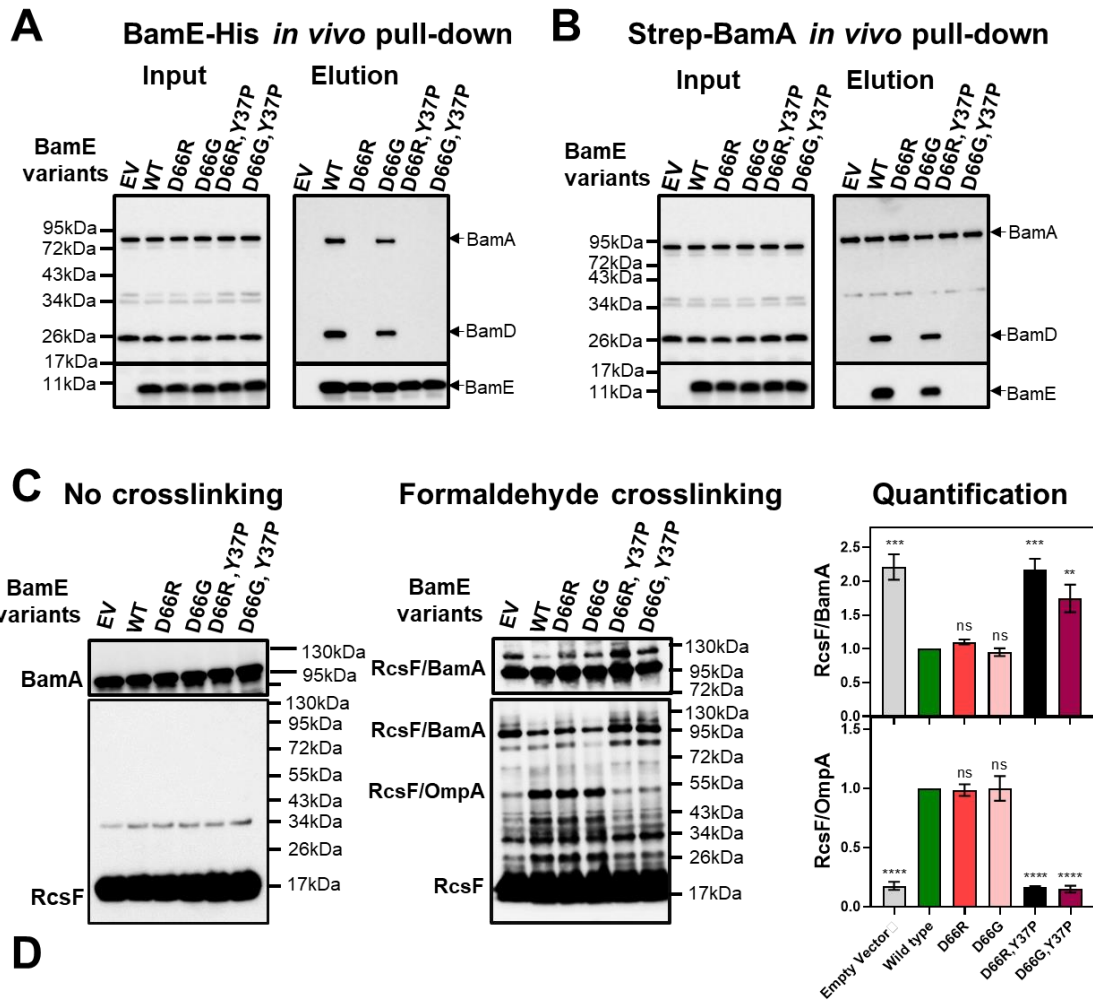 A BamE-His in vivo pull-down
Input Elution
BamE
variants
EV WT D66R D66G D66R,Y37P D66G,Y37P
EV WT D66R D66G D66R,Y37P D66G,Y37P
95kDa
72kDa
43kDa
34kDa
26kDa
17kDa
11kDa
BamA
BamD
BamE
B Strep-BamA in vivo pull-down
Input Elution
BamE
variants
EV WT D66R D66G D66R,Y37P D66G,Y37P
EV WT D66R D66G D66R,Y37P D66G,Y37P
95kDa
72kDa
43kDa
34kDa
26kDa
17kDa
11kDa
BamA
BamD
BamE
C No crosslinking
BamE
variants
EV WT D66R D66G D66R,Y37P D66G,Y37P
BamA
RcsF
130kDa
95kDa
130kDa
95kDa
72kDa
55kDa
43kDa
34kDa
26kDa
17kDa
Formaldehyde crosslinking
BamE
variants
EV WT D66R D66G D66R,Y37P D66G,Y37P
RcsF/BamA
RcsF/BamA
RcsF/OmpA
RcsF
130kDa
95kDa
72kDa
130kDa
95kDa
72kDa
55kDa
43kDa
34kDa
26kDa
17kDa
Quantification
RcsF/BamA
2.5
2.0
1.5
1.0
0.5
0.0
*** ns ns *** **
RcsF/OmpA
1.5
1.0
0.5
0.0
**** ns ns **** ****
Empty Vector Wild type D66R D66G D66R,Y37P D66G,Y37P
D